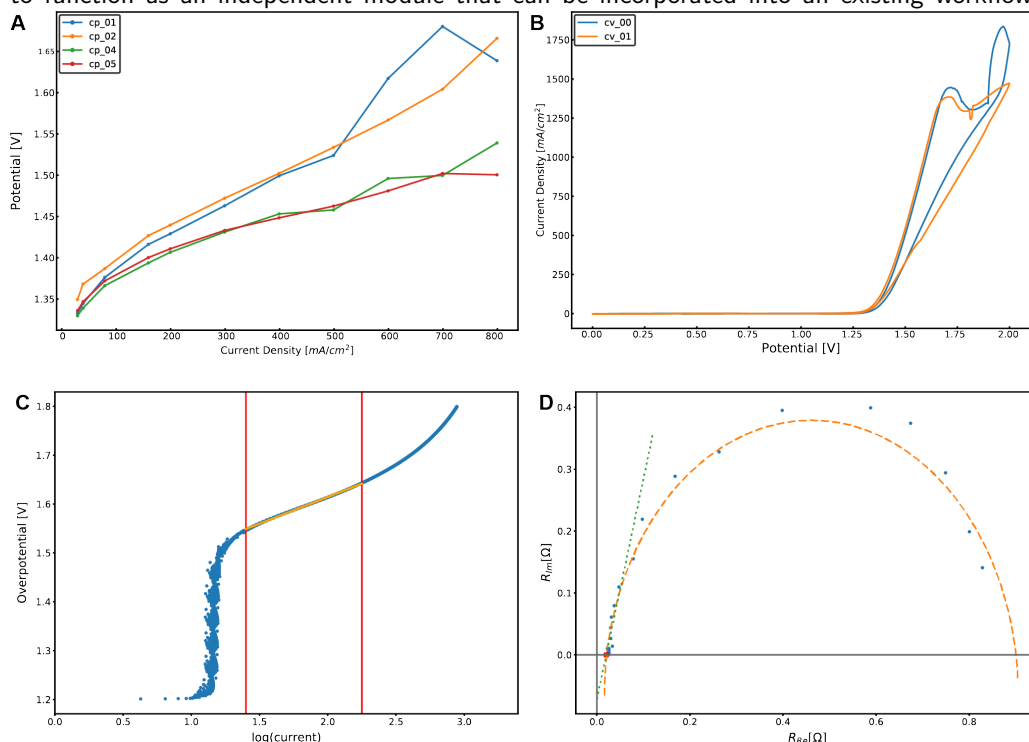 to function as an independent module that can be incorporated into an existing workflow
A
cp_01
cp_02
cp_04
cp_05
1.65
1.60
1.55
1.50
1.45
1.40
1.35
Potential [V]
0 100 200 300 400 500 600 700 800
Current Density [mA/cm²]
B
cv_00
cv_01
1750
1500
1250
1000
750
500
250
0
Current Density [mA/cm²]
0.00 0.25 0.50 0.75 1.00 1.25 1.50 1.75 2.00
Potential [V]
C
1.8
1.7
1.6
1.5
1.4
1.3
1.2
Overpotential [V]
0.0 0.5 1.0 1.5 2.0 2.5 3.0
log(current)
D
0.4
0.3
0.2
0.1
0.0
R_Im[Ω]
0.0 0.2 0.4 0.6 0.8
R_Re[Ω]